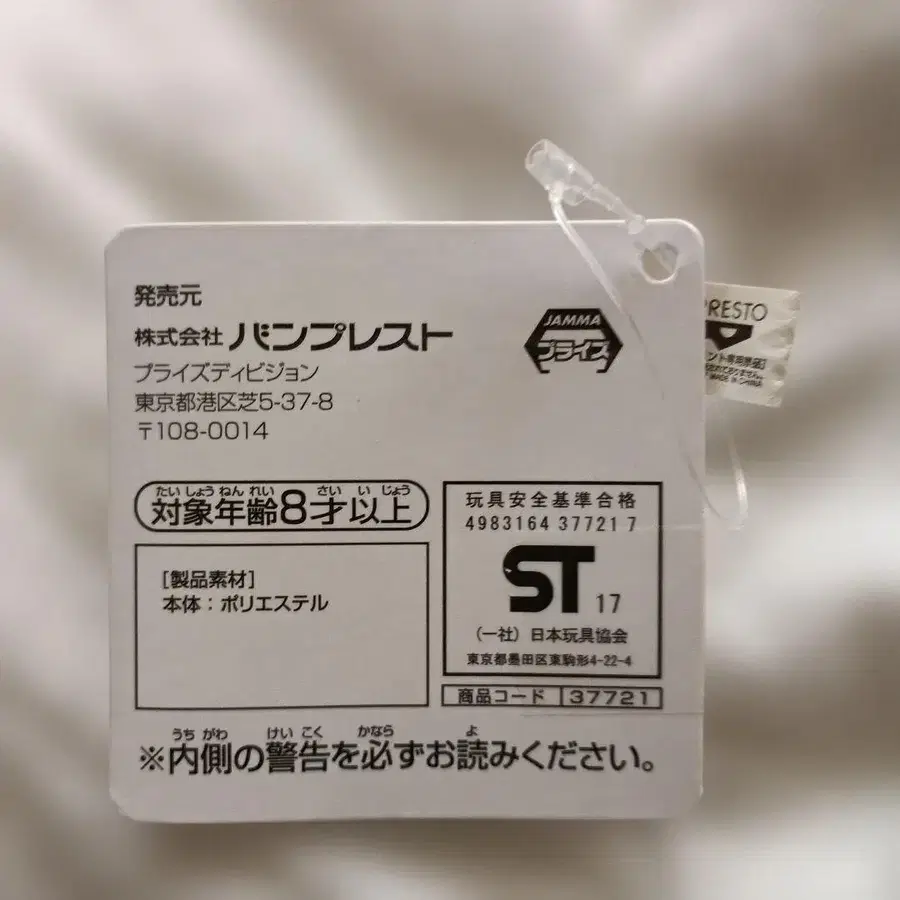 発売元
株式会社 バンプレスト
プライズディビジョン
東京都港区芝5-37-8
〒108-0014
JAMMA
プライズ
PRESTO
ント専用景品]
MADE IN CHINA
たいしょうねんれい さい い じょう
対象年齢8才以上
[製品素材]
本体：ポリエステル
玩具安全基準合格
4983164 37721 7
ST 17
(一社) 日本玩具協会
東京都墨田区東駒形4-22-4
商品コード 37721
うち がわ けい こく かなら よ
※内側の警告を必ずお読みください。